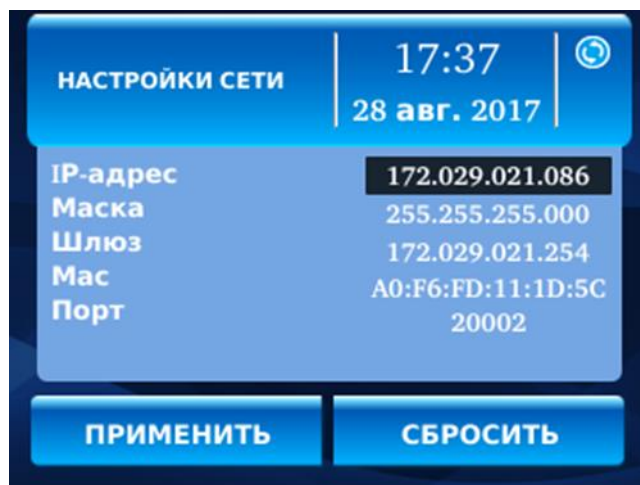 НАСТРОЙКИ СЕТИ
17:37
28 авг. 2017
IP-адрес 172.029.021.086
Маска 255.255.255.000
Шлюз 172.029.021.254
Mac A0:F6:FD:11:1D:5C
Порт 20002
ПРИМЕНИТЬ СБРОСИТЬ